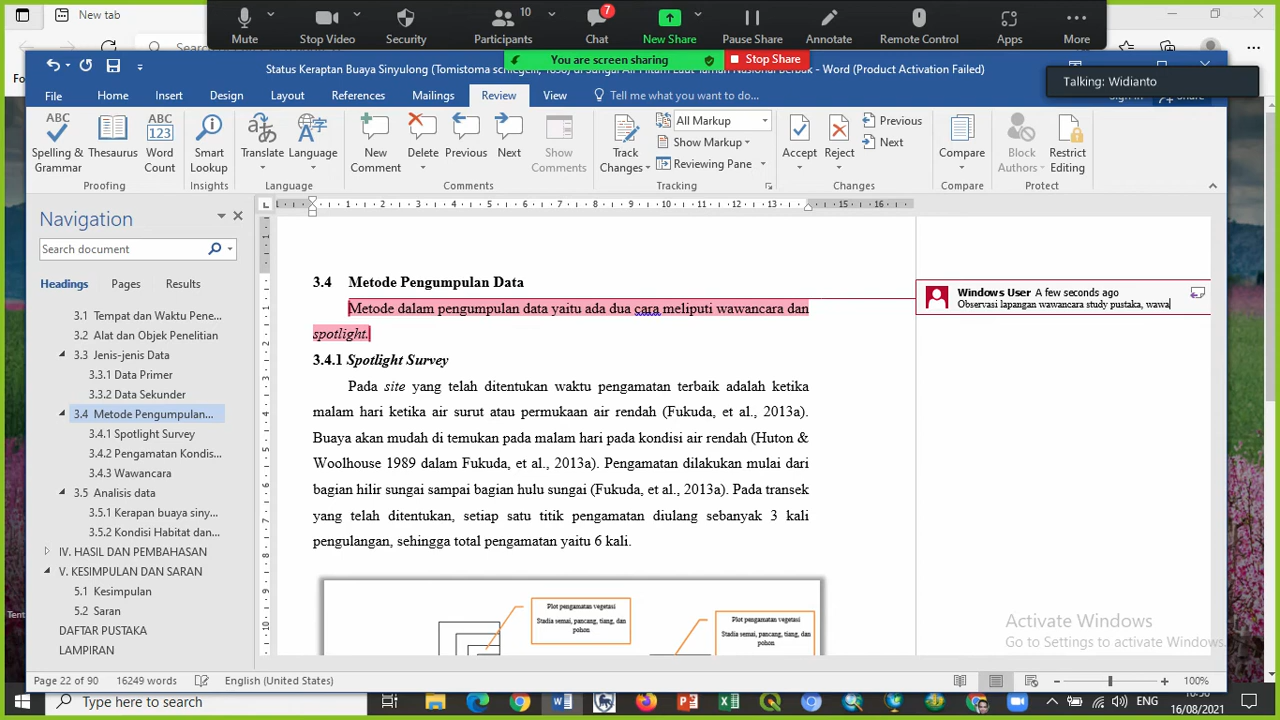 New tab
Mute
Stop Video
Security
10
Participants
7
Chat
New Share
Pause Share
Annotate
Remote Control
Apps
More
You are screen sharing
Stop Share
Talking: Widianto
Word (Product Activation Failed)
File Home Insert Design Layout References Mailings Review View Tell me what you want to do...
Spelling & Grammar
Thesaurus
Word Count
Smart Lookup
Translate
Language
New Comment
Delete
Previous
Next
Show Comments
Track Changes
All Markup
Show Markup
Reviewing Pane
Accept
Reject
Previous
Next
Compare
Block Authors
Restrict Editing
Proofing
Insights
Language
Comments
Tracking
Changes
Compare
Protect
Navigation
Search document
Headings Pages Results
3.1 Tempat dan Waktu Pene...
3.2 Alat dan Objek Penelitian
3.3 Jenis-jenis Data
3.3.1 Data Primer
3.3.2 Data Sekunder
3.4 Metode Pengumpulan...
3.4.1 Spotlight Survey
3.4.2 Pengamatan Kondis...
3.4.3 Wawancara
3.5 Analisis data
3.5.1 Kerapan buaya siny...
3.5.2 Kondisi Habitat dan...
IV. HASIL DAN PEMBAHASAN
V. KESIMPULAN DAN SARAN
5.1 Kesimpulan
5.2 Saran
DAFTAR PUSTAKA
LAMPIRAN
3.4 Metode Pengumpulan Data
Metode dalam pengumpulan data yaitu ada dua cara meliputi wawancara dan
spotlight.
3.4.1 Spotlight Survey
Pada site yang telah ditentukan waktu pengamatan terbaik adalah ketika
malam hari ketika air surut atau permukaan air rendah (Fukuda, et al., 2013a).
Buaya akan mudah di temukan pada malam hari pada kondisi air rendah (Huton &
Woolhouse 1989 dalam Fukuda, et al., 2013a). Pengamatan dilakukan mulai dari
bagian hilir sungai sampai bagian hulu sungai (Fukuda, et al., 2013a). Pada transek
yang telah ditentukan, setiap satu titik pengamatan diulang sebanyak 3 kali
pengulangan, sehingga total pengamatan yaitu 6 kali.
Plot pengamatan vegetasi
Stadia semai, pancang, tiang, dan
pohon
Plot pengamatan vegetasi
Stadia semai, pancang, tiang, dan
pohon
Windows User A few seconds ago
Observasi lapangan wawancara study pustaka, wawa
Activate Windows
Go to Settings to activate Windows.
Page 22 of 90 16249 words English (United States)
100%
Type here to search
ENG
16/08/2021